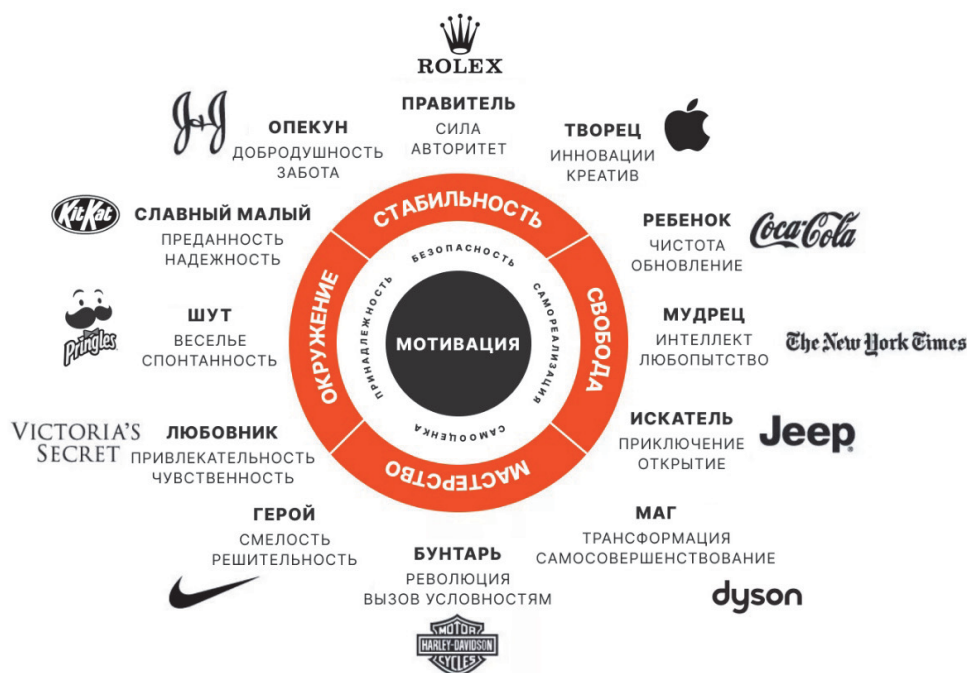 ROLEX
ПРАВИТЕЛЬ
СИЛА
АВТОРИТЕТ
J&J
ОПЕКУН
ДОБРОДУШНОСТЬ
ЗАБОТА
ТВОРЕЦ
ИННОВАЦИИ
КРЕАТИВ
KitKat
СЛАВНЫЙ МАЛЫЙ
ПРЕДАННОСТЬ
НАДЕЖНОСТЬ
РЕБЕНОК
ЧИСТОТА
ОБНОВЛЕНИЕ
Coca-Cola
Pringles
ШУТ
ВЕСЕЛЬЕ
СПОНТАННОСТЬ
МУДРЕЦ
ИНТЕЛЛЕКТ
ЛЮБОПЫТСТВО
The New York Times
VICTORIA'S
SECRET
ЛЮБОВНИК
ПРИВЛЕКАТЕЛЬНОСТЬ
ЧУВСТВЕННОСТЬ
ИСКАТЕЛЬ
ПРИКЛЮЧЕНИЕ
ОТКРЫТИЕ
Jeep
ГЕРОЙ
СМЕЛОСТЬ
РЕШИТЕЛЬНОСТЬ
БУНТАРЬ
РЕВОЛЮЦИЯ
ВЫЗОВ УСЛОВНОСТЯМ
МАГ
ТРАНСФОРМАЦИЯ
САМОСОВЕРШЕНСТВОВАНИЕ
dyson
MOTOR
HARLEY-DAVIDSON
CYCLES
СТАБИЛЬНОСТЬ
СВОБОДА
МАСТЕРСТВО
ОКРУЖЕНИЕ
БЕЗОПАСНОСТЬ
САМОРЕАЛИЗАЦИЯ
САМООЦЕНКА
ПРИНАДЛЕЖНОСТЬ
МОТИВАЦИЯ